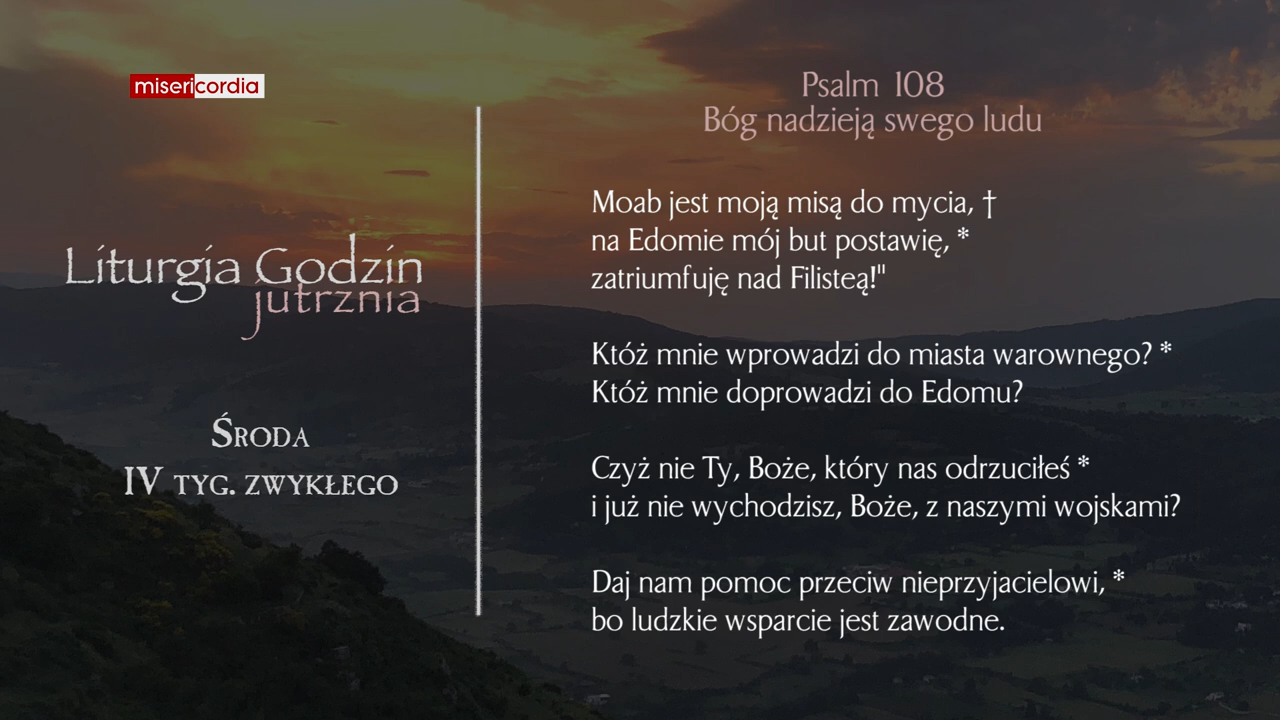 misericordia
Liturgia Godzin
jutrznia
Środa
IV tyg. zwykłego
Psalm 108
Bóg nadzieją swego ludu
Moab jest moją misą do mycia, †
na Edomie mój but postawię, *
zatriumfuję nad Filisteą!"
Któż mnie wprowadzi do miasta warownego? *
Któż mnie doprowadzi do Edomu?
Czyż nie Ty, Boże, który nas odrzuciłeś *
i już nie wychodzisz, Boże, z naszymi wojskami?
Daj nam pomoc przeciw nieprzyjacielowi, *
bo ludzkie wsparcie jest zawodne.